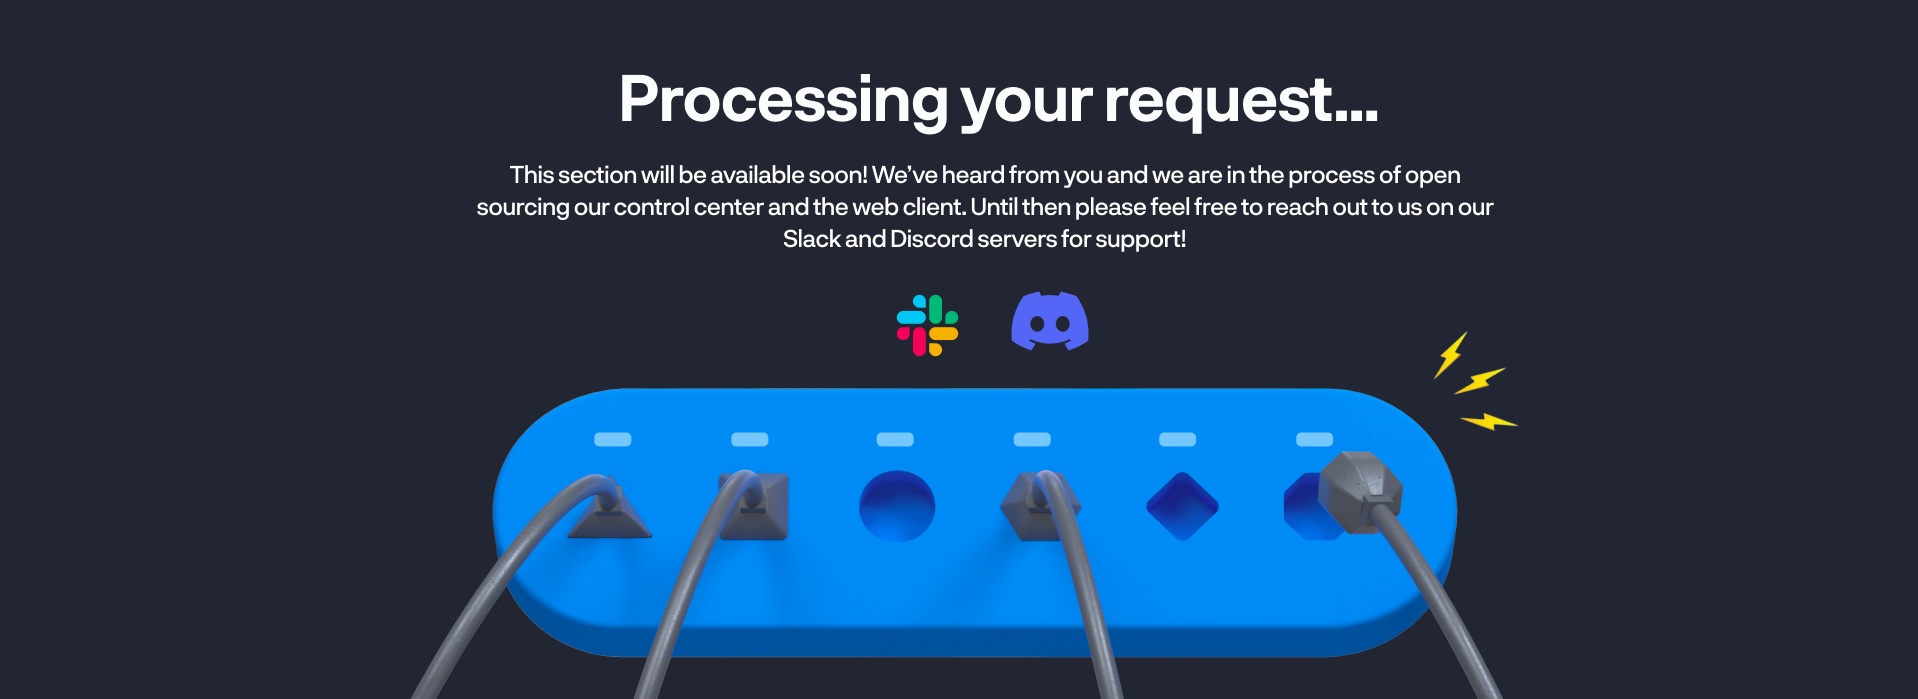 Processing your request...
This section will be available soon! We’ve heard from you and we are in the process of open
sourcing our control center and the web client. Until then please feel free to reach out to us on our
Slack and Discord servers for support!